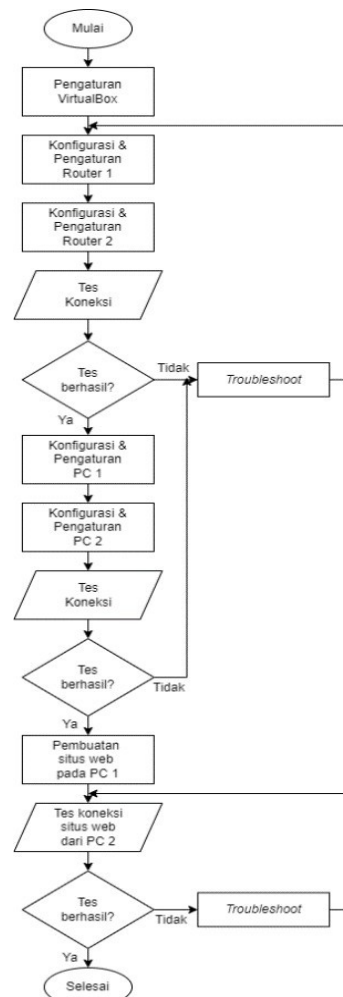 Mulai
Pengaturan
VirtualBox
Konfigurasi &
Pengaturan
Router 1
Konfigurasi &
Pengaturan
Router 2
Tes
Koneksi
Tes
berhasil?
Tidak
Troubleshoot
Ya
Konfigurasi &
Pengaturan
PC 1
Konfigurasi &
Pengaturan
PC 2
Tes
Koneksi
Tes
berhasil?
Tidak
Ya
Pembuatan
situs web
pada PC 1
Tes koneksi
situs web
dari PC 2
Tes
berhasil?
Tidak
Troubleshoot
Ya
Selesai